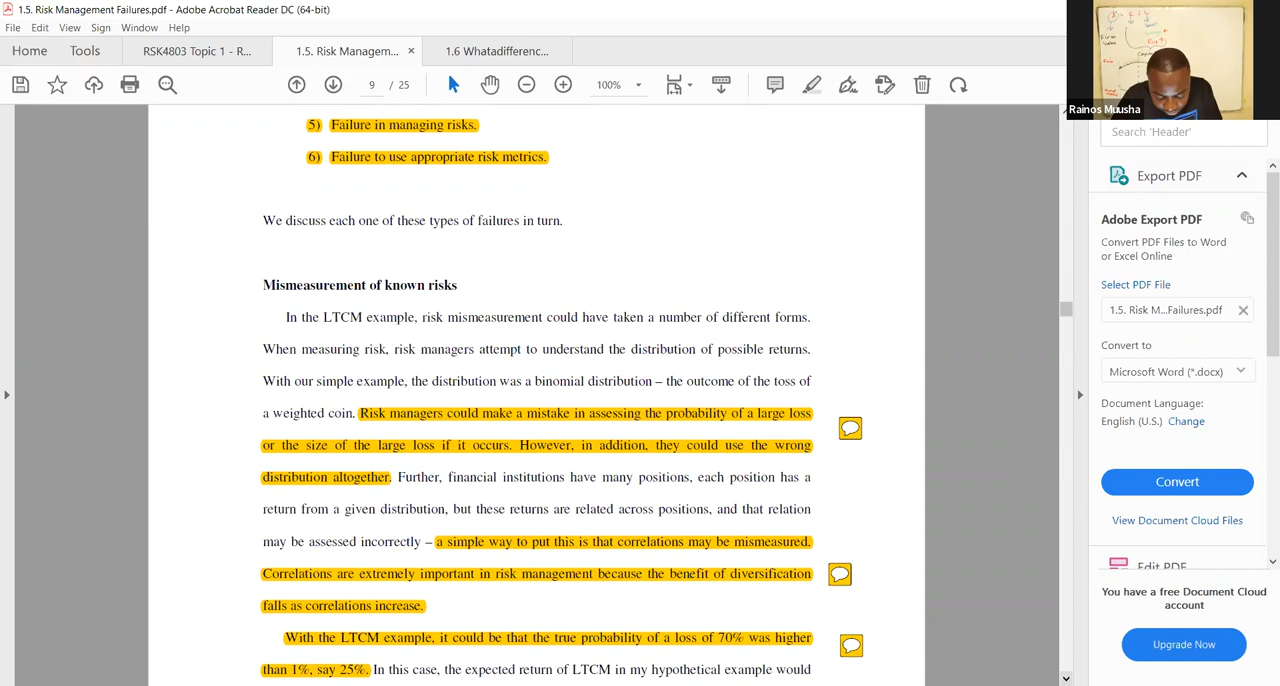 1.5. Risk Management Failures.pdf - Adobe Acrobat Reader DC (64-bit)
File Edit View Sign Window Help
Home Tools RSK4803 Topic 1 - R... 1.5. Risk Managem... × 1.6 Whatadifferenc...
9 / 25 100%
Rainos Muusha
5) Failure in managing risks.
6) Failure to use appropriate risk metrics.
We discuss each one of these types of failures in turn.
Mismeasurement of known risks
In the LTCM example, risk mismeasurement could have taken a number of different forms.
When measuring risk, risk managers attempt to understand the distribution of possible returns.
With our simple example, the distribution was a binomial distribution – the outcome of the toss of
a weighted coin. Risk managers could make a mistake in assessing the probability of a large loss
or the size of the large loss if it occurs. However, in addition, they could use the wrong
distribution altogether. Further, financial institutions have many positions, each position has a
return from a given distribution, but these returns are related across positions, and that relation
may be assessed incorrectly – a simple way to put this is that correlations may be mismeasured.
Correlations are extremely important in risk management because the benefit of diversification
falls as correlations increase.
With the LTCM example, it could be that the true probability of a loss of 70% was higher
than 1%, say 25%. In this case, the expected return of LTCM in my hypothetical example would
Search 'Header'
Export PDF
Adobe Export PDF
Convert PDF Files to Word
or Excel Online
Select PDF File
1.5. Risk M...Failures.pdf
Convert to
Microsoft Word (*.docx)
Document Language:
English (U.S.) Change
Convert
View Document Cloud Files
Edit PDF
You have a free Document Cloud
account
Upgrade Now